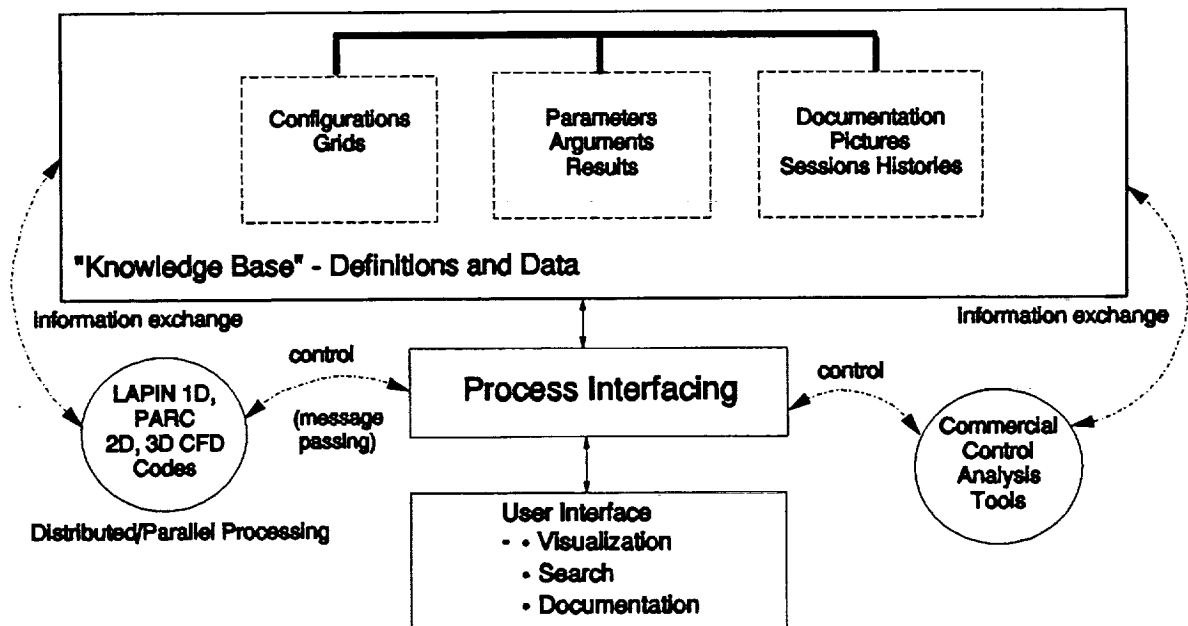 Configurations
Grids
Parameters
Arguments
Results
Documentation
Pictures
Sessions Histories
"Knowledge Base" - Definitions and Data
information exchange
information exchange
control
(message
passing)
Process Interfacing
control
LAPIN 1D,
PARC
2D, 3D CFD
Codes
Distributed/Parallel Processing
Commercial
Control
Analysis
Tools
User Interface
- • Visualization
• Search
• Documentation